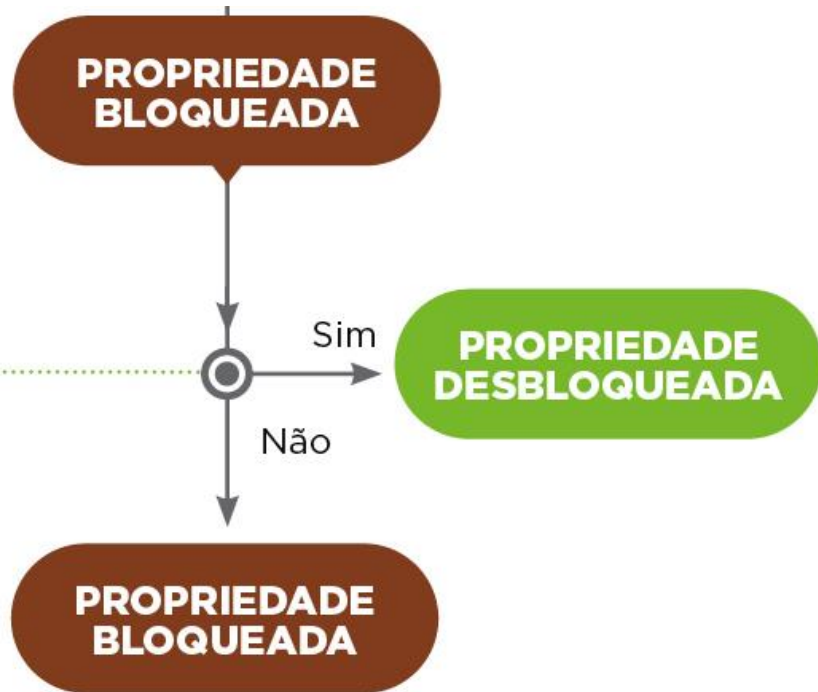 PROPRIEDADE
BLOQUEADA
Sim
PROPRIEDADE
DESBLOQUEADA
Não
PROPRIEDADE
BLOQUEADA